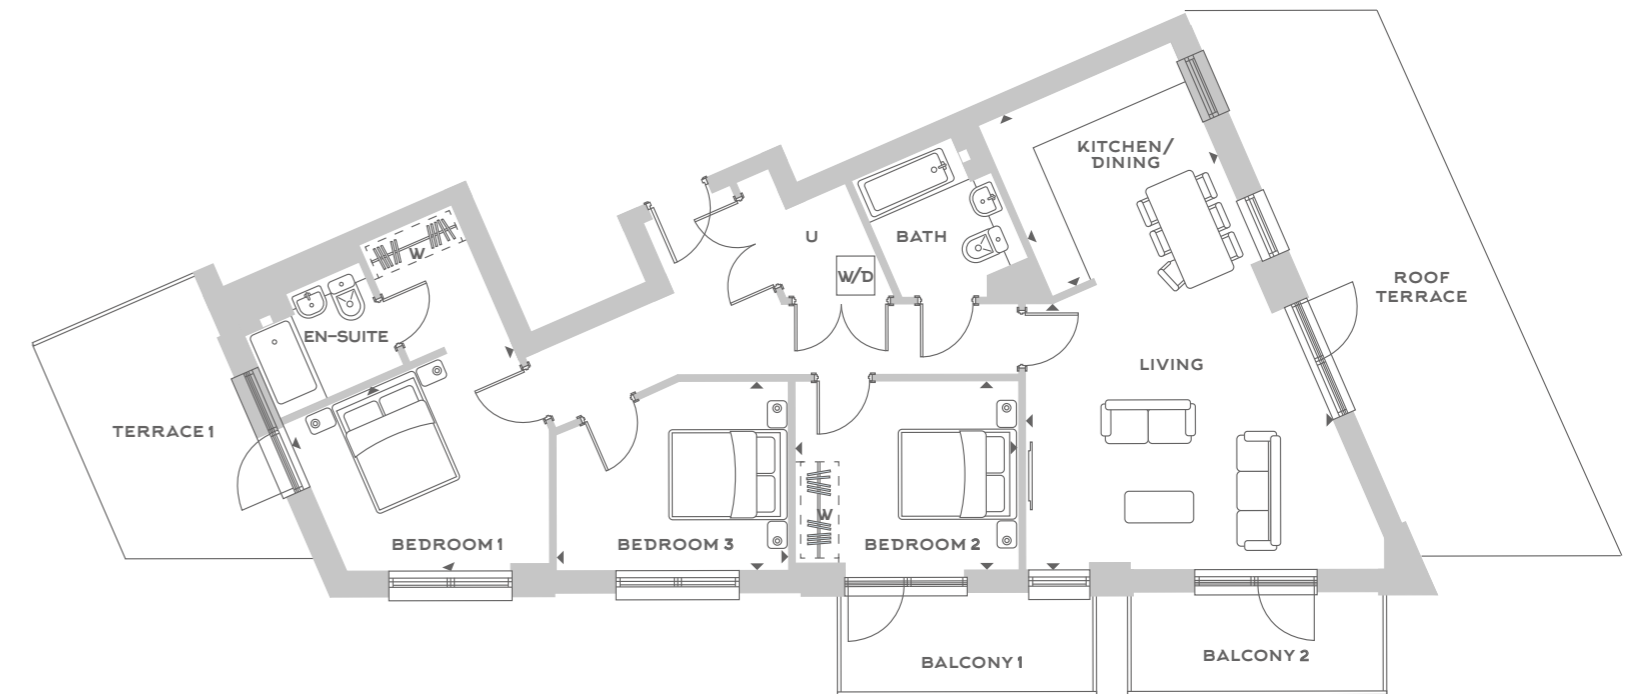 KITCHEN/
DINING
U
BATH
W
W/D
ROOF
TERRACE
EN-SUITE
LIVING
TERRACE 1
W
BEDROOM 1
BEDROOM 3
BEDROOM 2
BALCONY 1
BALCONY 2